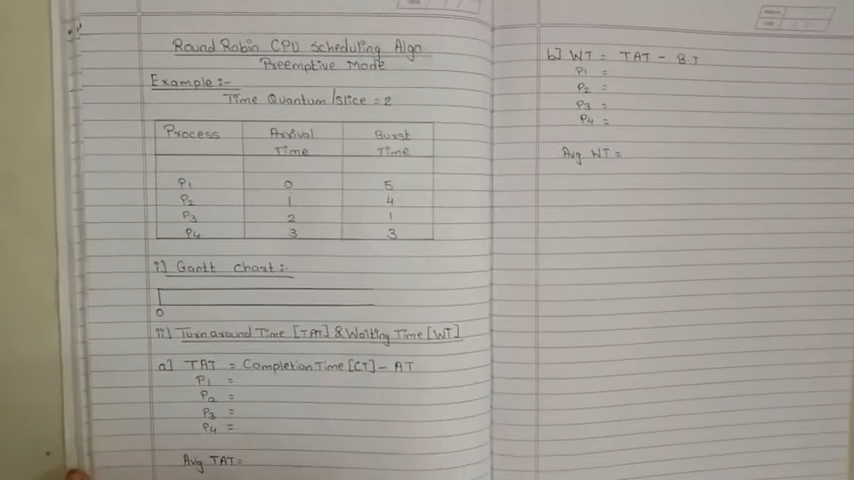 Round Robin CPU Scheduling Algo
Preemptive Mode
Example :-
Time Quantum /slice = 2
Process Arrival Time Burst Time
P1 0 5
P2 1 4
P3 2 1
P4 3 3
i] Gantt chart :-
0
ii] Turn around Time [TAT] & Waiting Time [WT]
a] TAT = Completion Time [CT] - AT
P1 =
P2 =
P3 =
P4 =
Avg TAT =
b] WT = TAT - B.T
P1 =
P2 =
P3 =
P4 =
Avg WT =